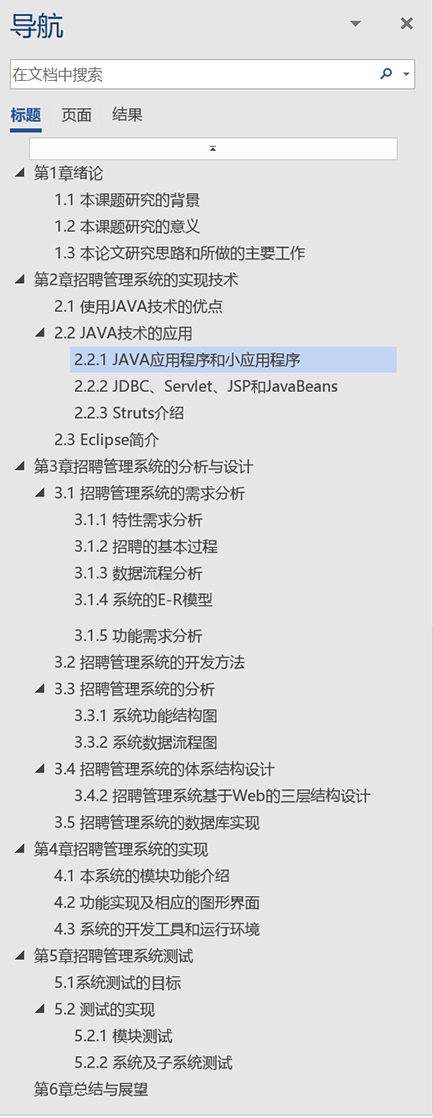 导航
在文档中搜索
标题 页面 结果
第1章绪论
1.1 本课题研究的背景
1.2 本课题研究的意义
1.3 本论文研究思路和所做的主要工作
第2章招聘管理系统的实现技术
2.1 使用JAVA技术的优点
2.2 JAVA技术的应用
2.2.1 JAVA应用程序和小应用程序
2.2.2 JDBC、Servlet、JSP和JavaBeans
2.2.3 Struts介绍
2.3 Eclipse简介
第3章招聘管理系统的分析与设计
3.1 招聘管理系统的需求分析
3.1.1 特性需求分析
3.1.2 招聘的基本过程
3.1.3 数据流程分析
3.1.4 系统的E-R模型
3.1.5 功能需求分析
3.2 招聘管理系统的开发方法
3.3 招聘管理系统的分析
3.3.1 系统功能结构图
3.3.2 系统数据流程图
3.4 招聘管理系统的体系结构设计
3.4.2 招聘管理系统基于Web的三层结构设计
3.5 招聘管理系统的数据库实现
第4章招聘管理系统的实现
4.1 本系统的模块功能介绍
4.2 功能实现及相应的图形界面
4.3 系统的开发工具和运行环境
第5章招聘管理系统测试
5.1系统测试的目标
5.2 测试的实现
5.2.1 模块测试
5.2.2 系统及子系统测试
第6章总结与展望